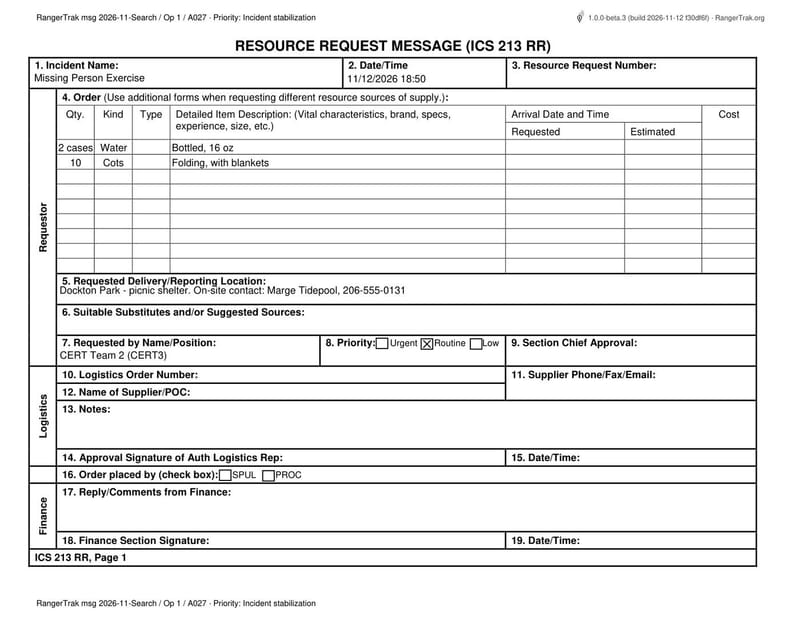 RangerTrak msg 2026-11-Search / Op 1 / A027 - Priority: Incident stabilization
1.0.0-beta.3 (build 2026-11-12 f30df6f) - RangerTrak.org
RESOURCE REQUEST MESSAGE (ICS 213 RR)
1. Incident Name:
Missing Person Exercise
2. Date/Time
11/12/2026 18:50
3. Resource Request Number:
Requestor
4. Order (Use additional forms when requesting different resource sources of supply.):
Qty. Kind Type Detailed Item Description: (Vital characteristics, brand, specs,
experience, size, etc.)
Arrival Date and Time
Cost
Requested Estimated
2 cases Water Bottled, 16 oz
10 Cots Folding, with blankets
5. Requested Delivery/Reporting Location:
Dockton Park - picnic shelter. On-site contact: Marge Tidepool, 206-555-0131
6. Suitable Substitutes and/or Suggested Sources:
7. Requested by Name/Position:
CERT Team 2 (CERT3)
8. Priority: Urgent Routine Low
9. Section Chief Approval:
Logistics
10. Logistics Order Number:
11. Supplier Phone/Fax/Email:
12. Name of Supplier/POC:
13. Notes:
14. Approval Signature of Auth Logistics Rep:
15. Date/Time:
16. Order placed by (check box): SPUL PROC
Finance
17. Reply/Comments from Finance:
18. Finance Section Signature:
19. Date/Time:
ICS 213 RR, Page 1
RangerTrak msg 2026-11-Search / Op 1 / A027 - Priority: Incident stabilization